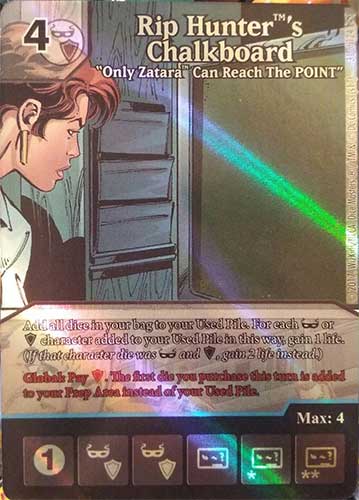 4
Rip Hunter™'s
Chalkboard
"Only Zatara™ Can Reach The POINT"
Add all dice in your bag to your Used Pile. For each or
character added to your Used Pile in this way, gain 1 life.
(If that character die was and , gain 2 life instead.)
Global: Pay . The first die you purchase this turn is added
to your Prep Area instead of your Used Pile.
Max: 4
1
*
**